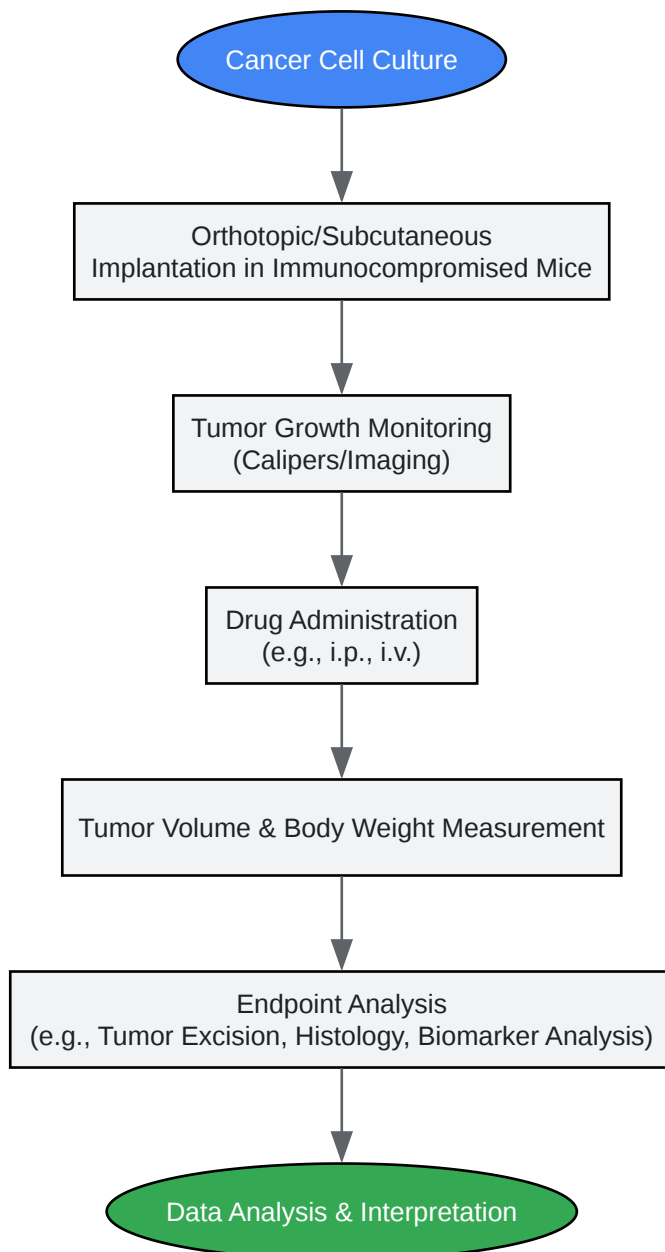 Cancer Cell Culture
Orthotopic/Subcutaneous
Implantation in Immunocompromised Mice
Tumor Growth Monitoring
(Calipers/Imaging)
Drug Administration
(e.g., i.p., i.v.)
Tumor Volume & Body Weight Measurement
Endpoint Analysis
(e.g., Tumor Excision, Histology, Biomarker Analysis)
Data Analysis & Interpretation